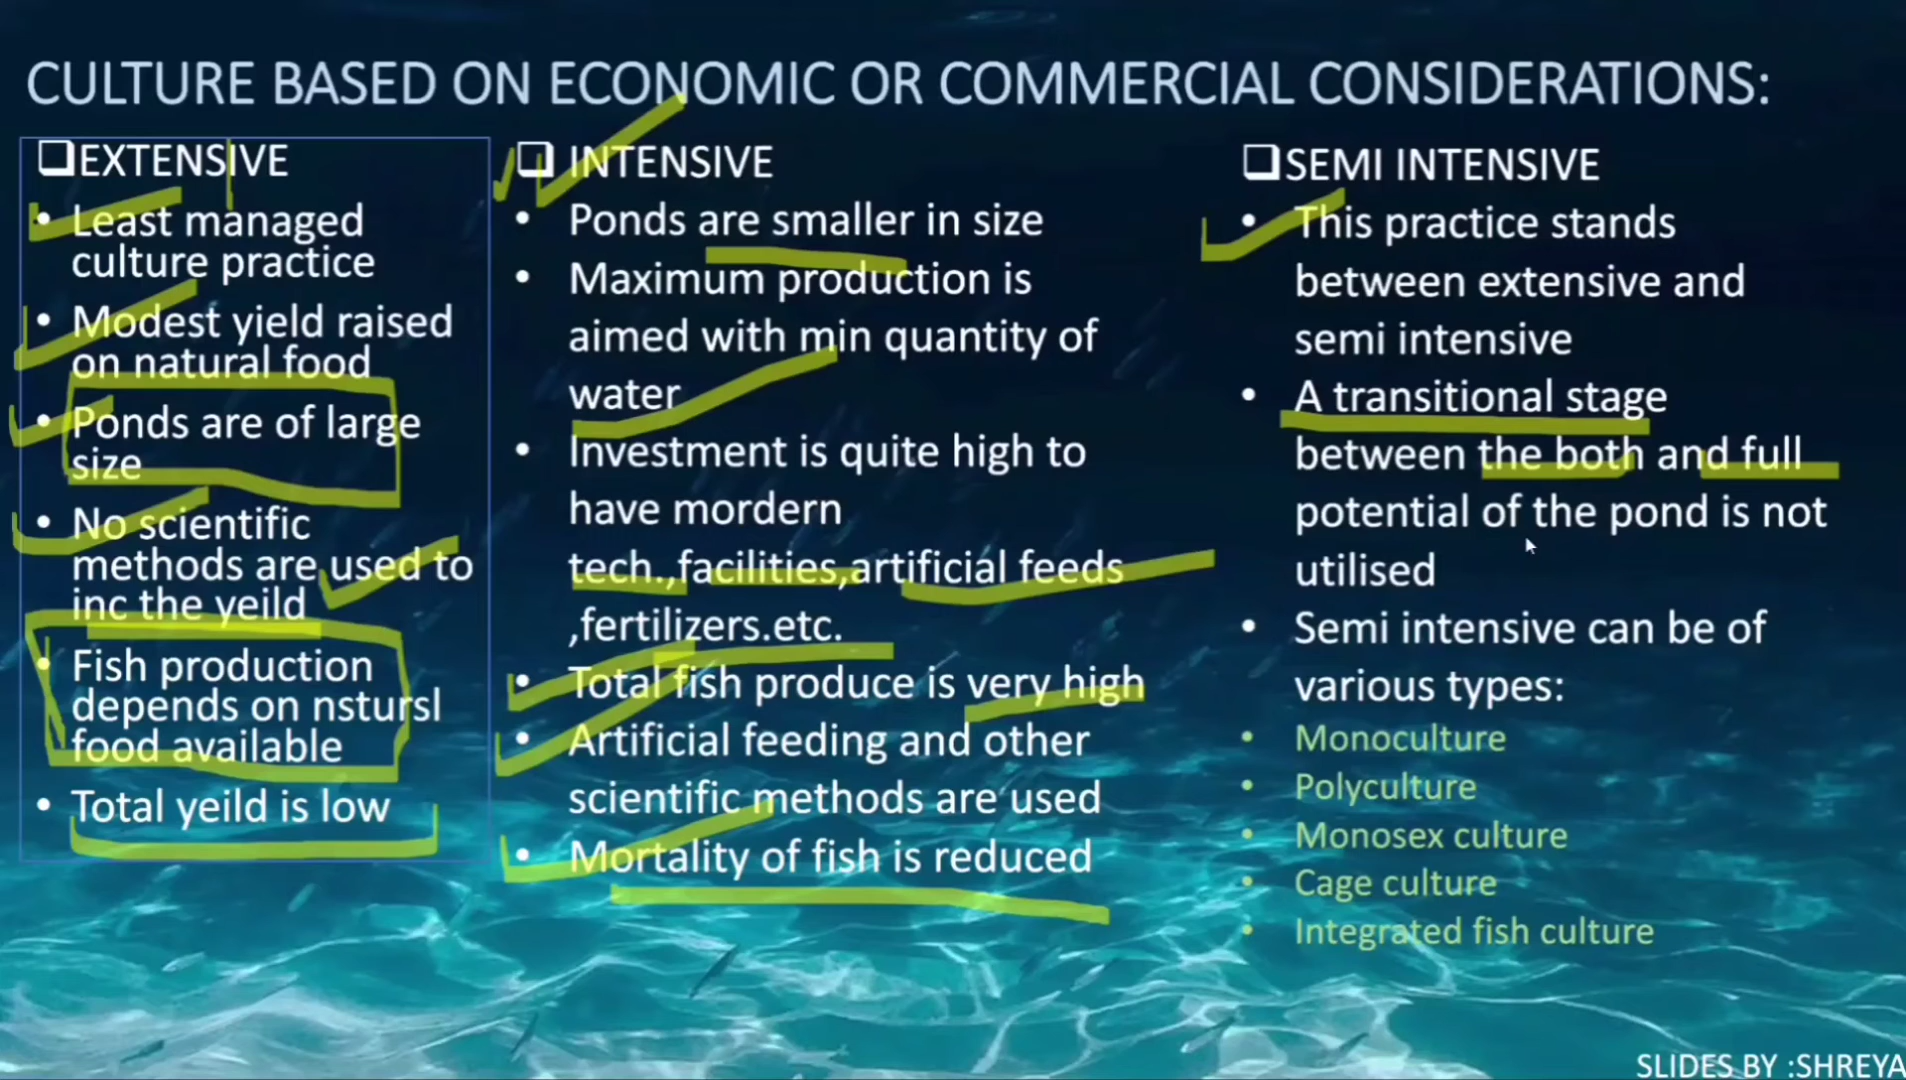 CULTURE BASED ON ECONOMIC OR COMMERCIAL CONSIDERATIONS:
❑EXTENSIVE
• Least managed
culture practice
• Modest yield raised
on natural food
• Ponds are of large
size
• No scientific
methods are used to
inc the yeild
• Fish production
depends on nstursl
food available
• Total yeild is low
❑ INTENSIVE
• Ponds are smaller in size
• Maximum production is
aimed with min quantity of
water
• Investment is quite high to
have mordern
tech.,facilities,artificial feeds
,fertilizers.etc.
• Total fish produce is very high
• Artificial feeding and other
scientific methods are used
• Mortality of fish is reduced
❑SEMI INTENSIVE
• This practice stands
between extensive and
semi intensive
• A transitional stage
between the both and full
potential of the pond is not
utilised
• Semi intensive can be of
various types:
• Monoculture
• Polyculture
• Monosex culture
• Cage culture
• Integrated fish culture
SLIDES BY :SHREYA